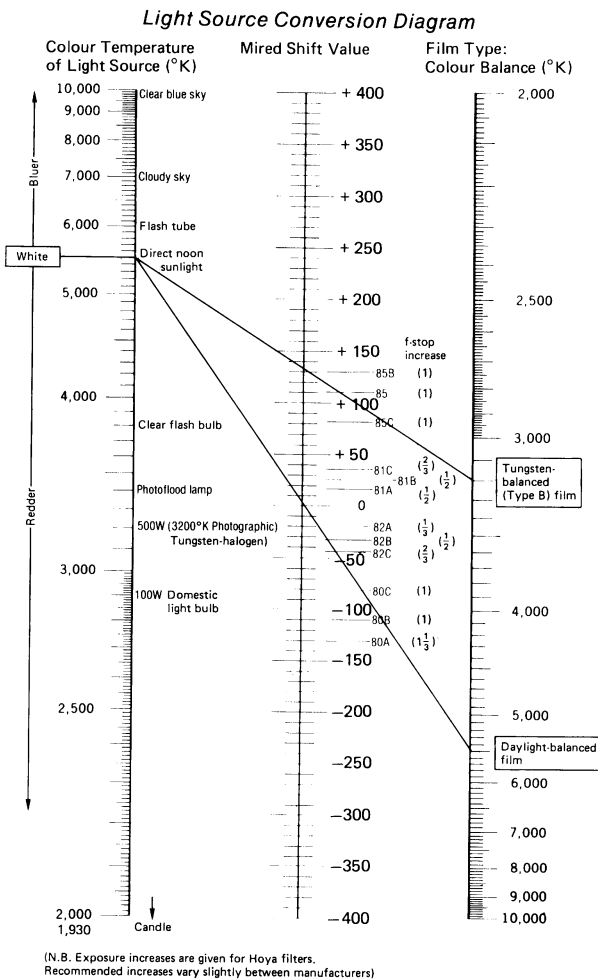 Light Source Conversion Diagram
Colour Temperature
of Light Source (°K)
Mired Shift Value
Film Type:
Colour Balance (°K)
Bluer
White
Redder
10,000
9,000
8,000
7,000
6,000
5,000
4,000
3,000
2,500
2,000
1,930
Clear blue sky
Cloudy sky
Flash tube
Direct noon
sunlight
Clear flash bulb
Photoflood lamp
500W (3200°K Photographic)
Tungsten-halogen)
100W Domestic
light bulb
Candle
+ 400
+ 350
+ 300
+ 250
+ 200
+ 150
+ 100
+ 50
0
−50
−100
−150
−200
−250
−300
−350
−400
f-stop
increase
85B (1)
85 (1)
85C (1)
81C (2/3)
81B (1/2)
81A (1/2)
82A (1/3)
82B (1/2)
82C (2/3)
80C (1)
80B (1)
80A (1 1/3)
2,000
2,500
3,000
Tungsten-
balanced
(Type B) film
4,000
5,000
Daylight-balanced
film
6,000
7,000
8,000
9,000
10,000
(N.B. Exposure increases are given for Hoya filters.
Recommended increases vary slightly between manufacturers)